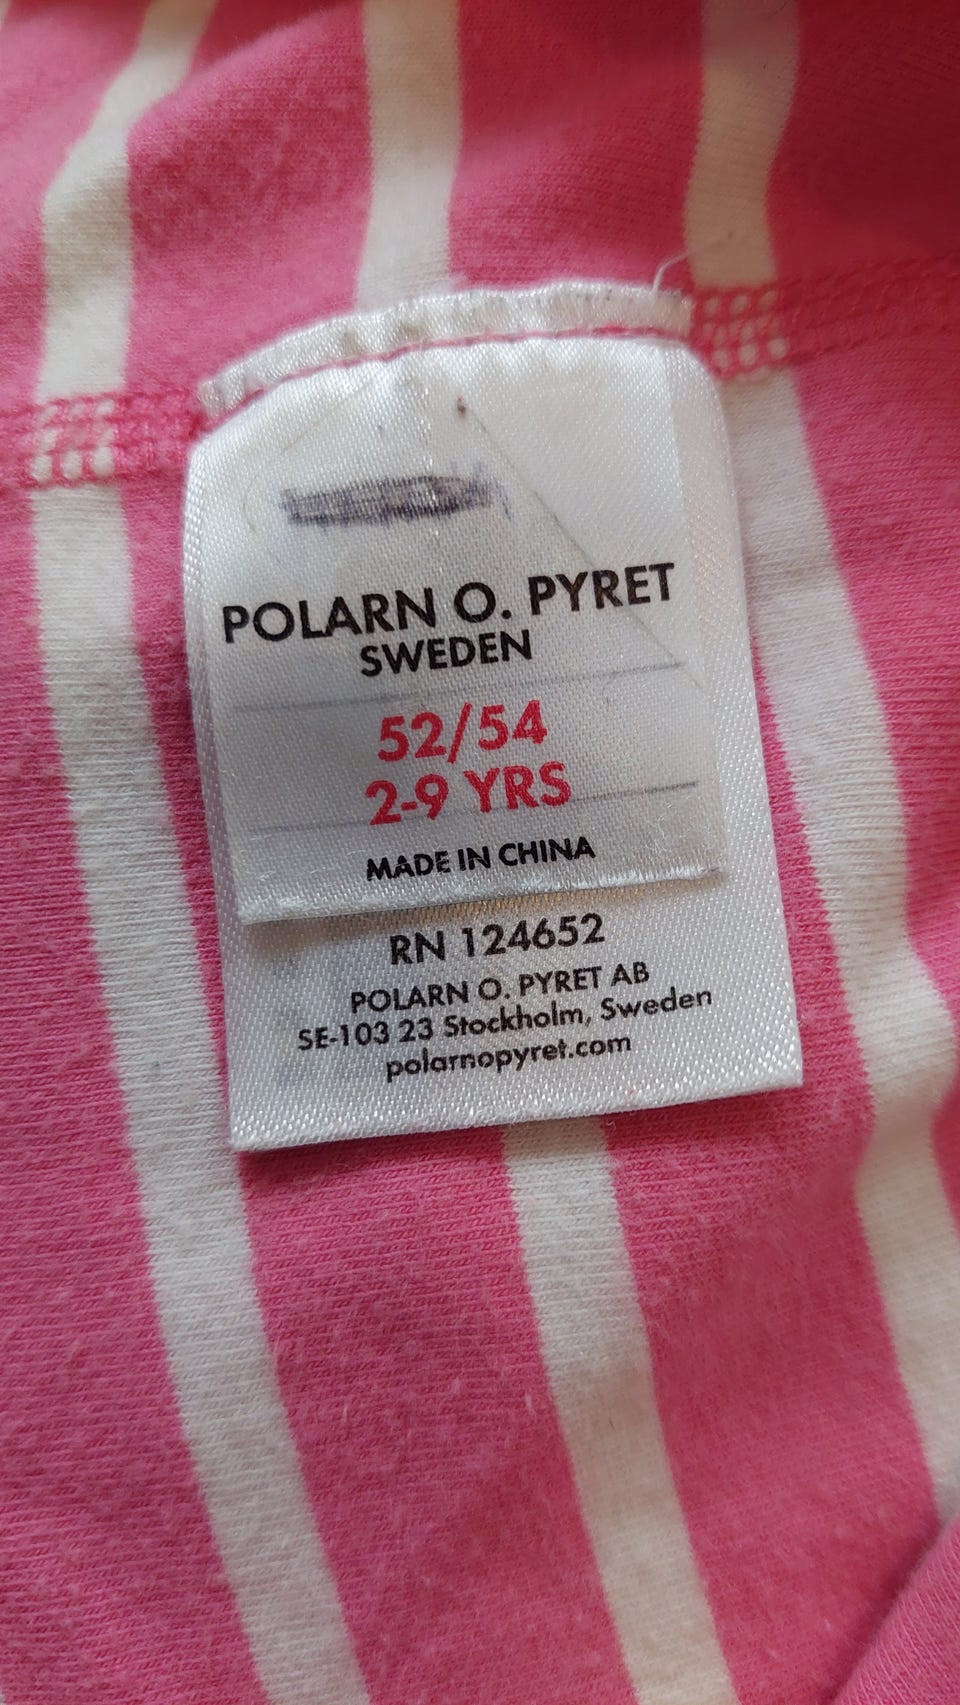 POLARN O. PYRET
SWEDEN
52/54
2-9 YRS
MADE IN CHINA
RN 124652
POLARN O. PYRET AB
SE-103 23 Stockholm, Sweden
polarnopyret.com